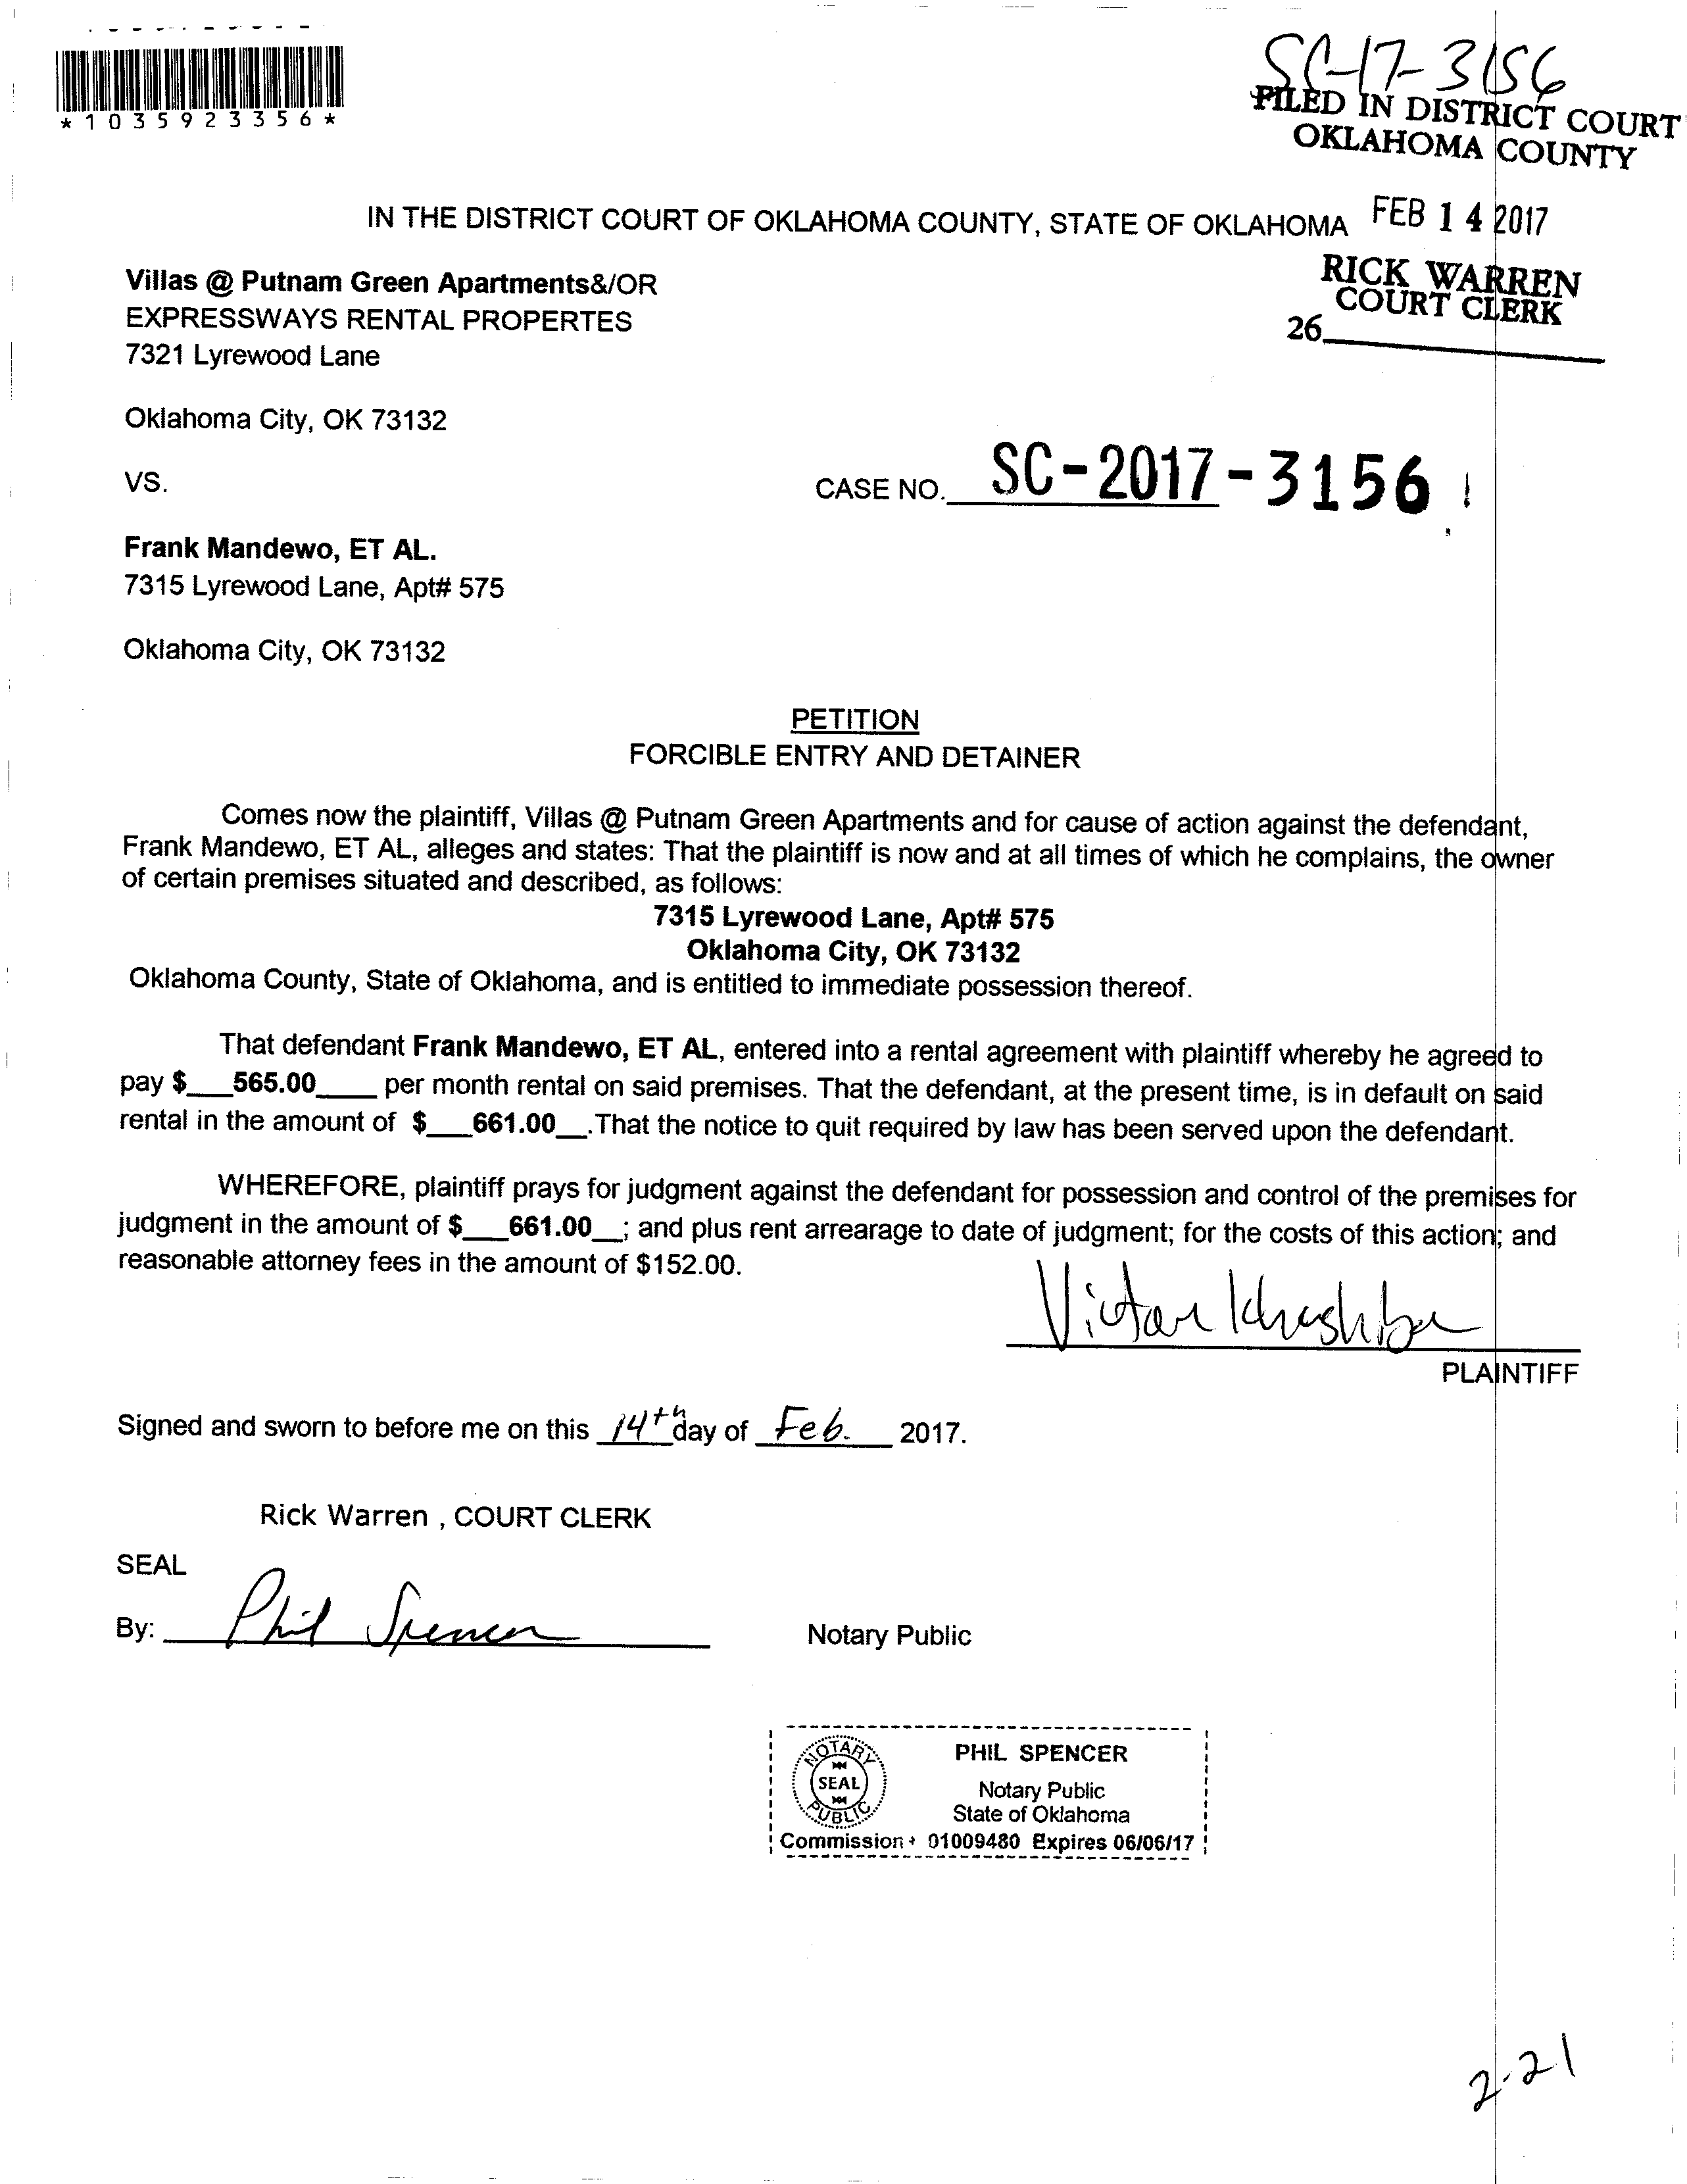 SC-17-3156
FILED IN DISTRICT COURT
OKLAHOMA COUNTY
*1035923356*
IN THE DISTRICT COURT OF OKLAHOMA COUNTY, STATE OF OKLAHOMA
FEB 14 2017
RICK WARREN
COURT CLERK
26
Villas @ Putnam Green Apartments&/OR
EXPRESSWAYS RENTAL PROPERTES
7321 Lyrewood Lane
Oklahoma City, OK 73132
VS.
CASE NO. SC-2017-3156
Frank Mandewo, ET AL.
7315 Lyrewood Lane, Apt# 575
Oklahoma City, OK 73132
PETITION
FORCIBLE ENTRY AND DETAINER
Comes now the plaintiff, Villas @ Putnam Green Apartments and for cause of action against the defendant,
Frank Mandewo, ET AL, alleges and states: That the plaintiff is now and at all times of which he complains, the owner
of certain premises situated and described, as follows:
7315 Lyrewood Lane, Apt# 575
Oklahoma City, OK 73132
Oklahoma County, State of Oklahoma, and is entitled to immediate possession thereof.
That defendant Frank Mandewo, ET AL, entered into a rental agreement with plaintiff whereby he agreed to
pay $___565.00____ per month rental on said premises. That the defendant, at the present time, is in default on said
rental in the amount of $___661.00__.That the notice to quit required by law has been served upon the defendant.
WHEREFORE, plaintiff prays for judgment against the defendant for possession and control of the premises for
judgment in the amount of $___661.00__; and plus rent arrearage to date of judgment; for the costs of this action; and
reasonable attorney fees in the amount of $152.00.
Victor Khashba
PLAINTIFF
Signed and sworn to before me on this 14th day of Feb. 2017.
Rick Warren , COURT CLERK
SEAL
By: Phil Spencer
Notary Public
NOTARY
SEAL
PUBLIC
PHIL SPENCER
Notary Public
State of Oklahoma
Commission # 01009480 Expires 06/06/17
2-21